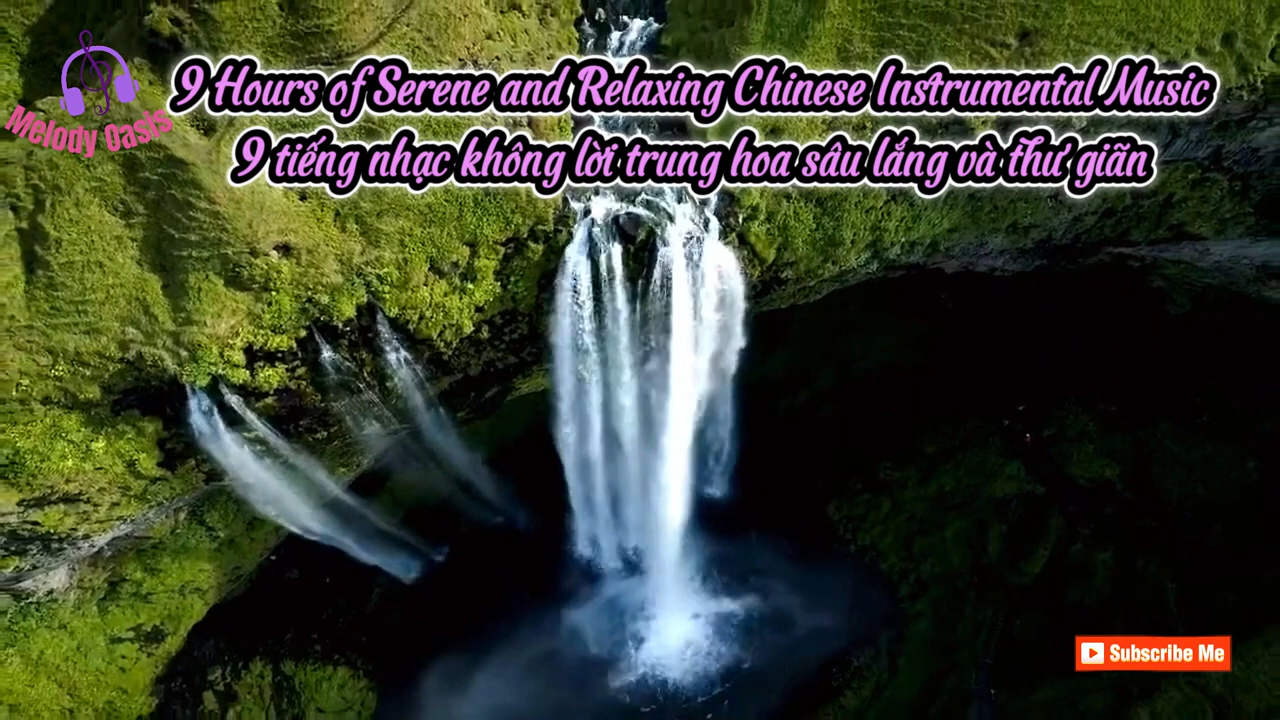 Melody Oasis
9 Hours of Serene and Relaxing Chinese Instrumental Music
9 tiếng nhạc không lời trung hoa sâu lắng và thư giãn
Subscribe Me